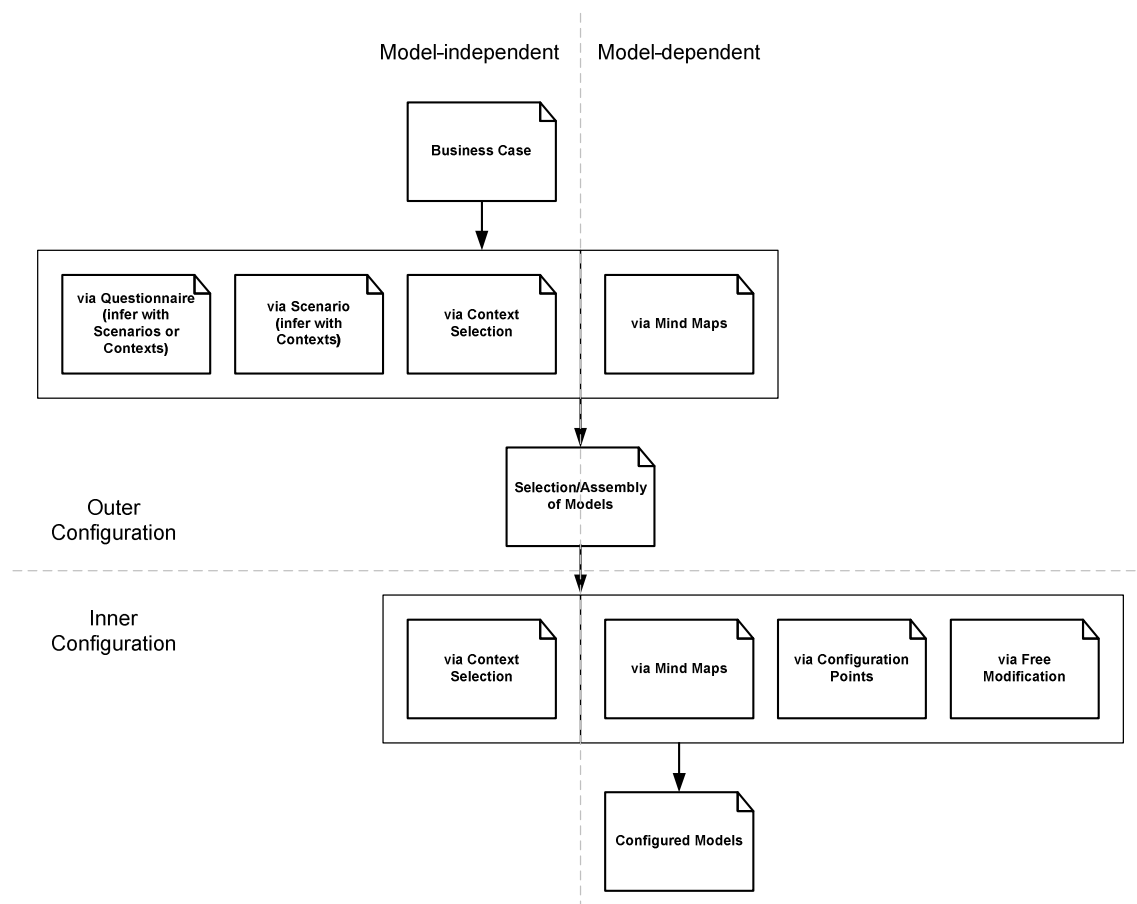 Model-independent
Model-dependent
Business Case
via Questionnaire
(infer with
Scenarios or
Contexts)
via Scenario
(infer with
Contexts)
via Context
Selection
via Mind Maps
Selection/Assembly
of Models
Outer
Configuration
Inner
Configuration
via Context
Selection
via Mind Maps
via Configuration
Points
via Free
Modification
Configured Models